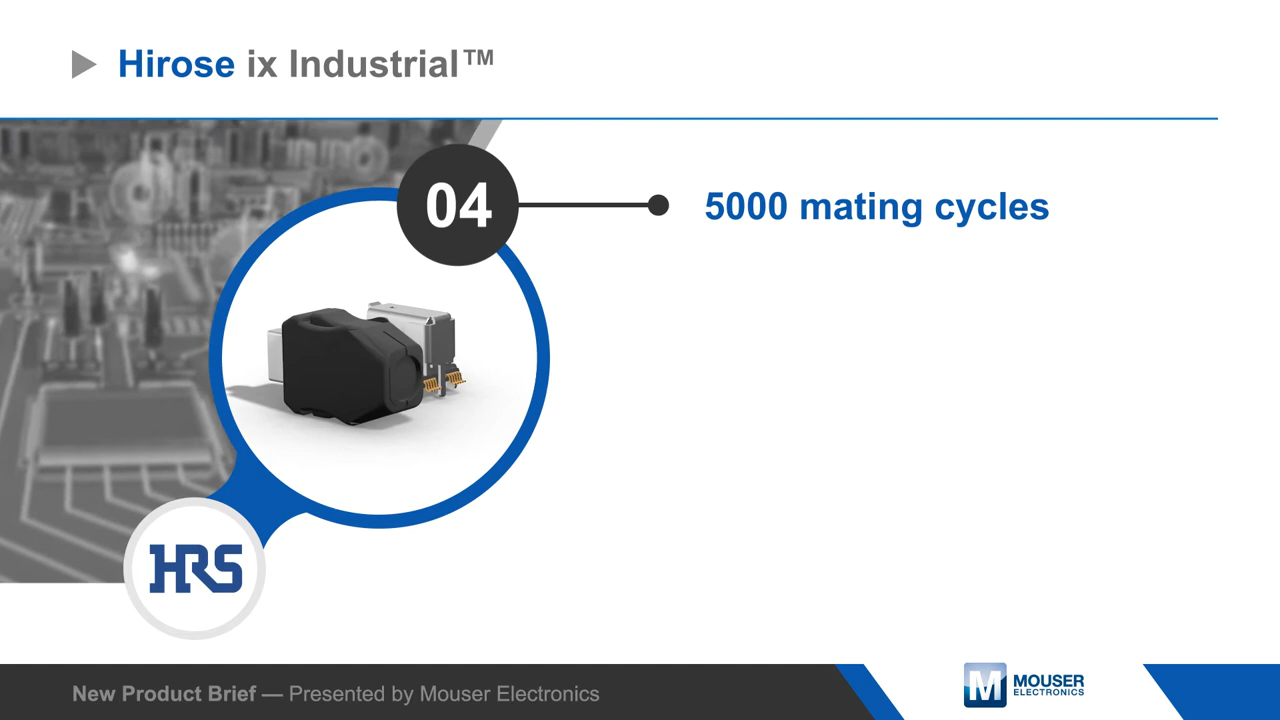 Hirose ix Industrial™
04
5000 mating cycles
HRS
New Product Brief — Presented by Mouser Electronics
M MOUSER
ELECTRONICS